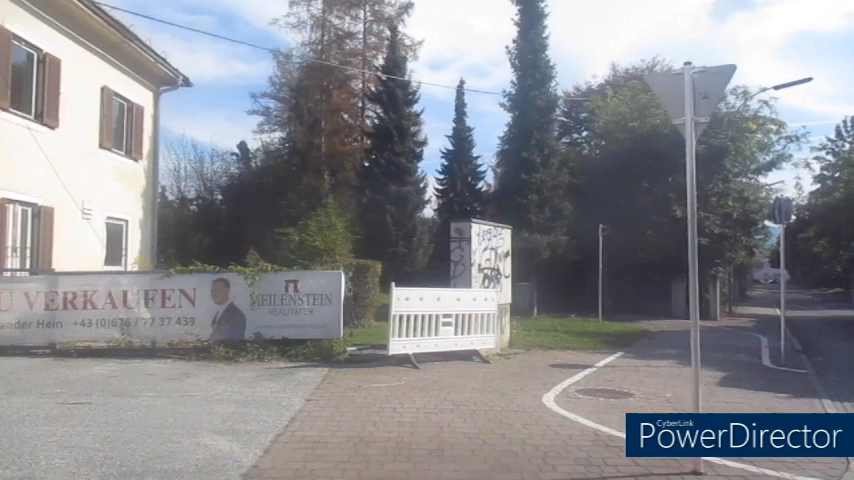 U VERKAUFEN
ander Hein +43 (0)676 / 77 37 439
MEILENSTEIN
REALITÄTEN
CyberLink
PowerDirector